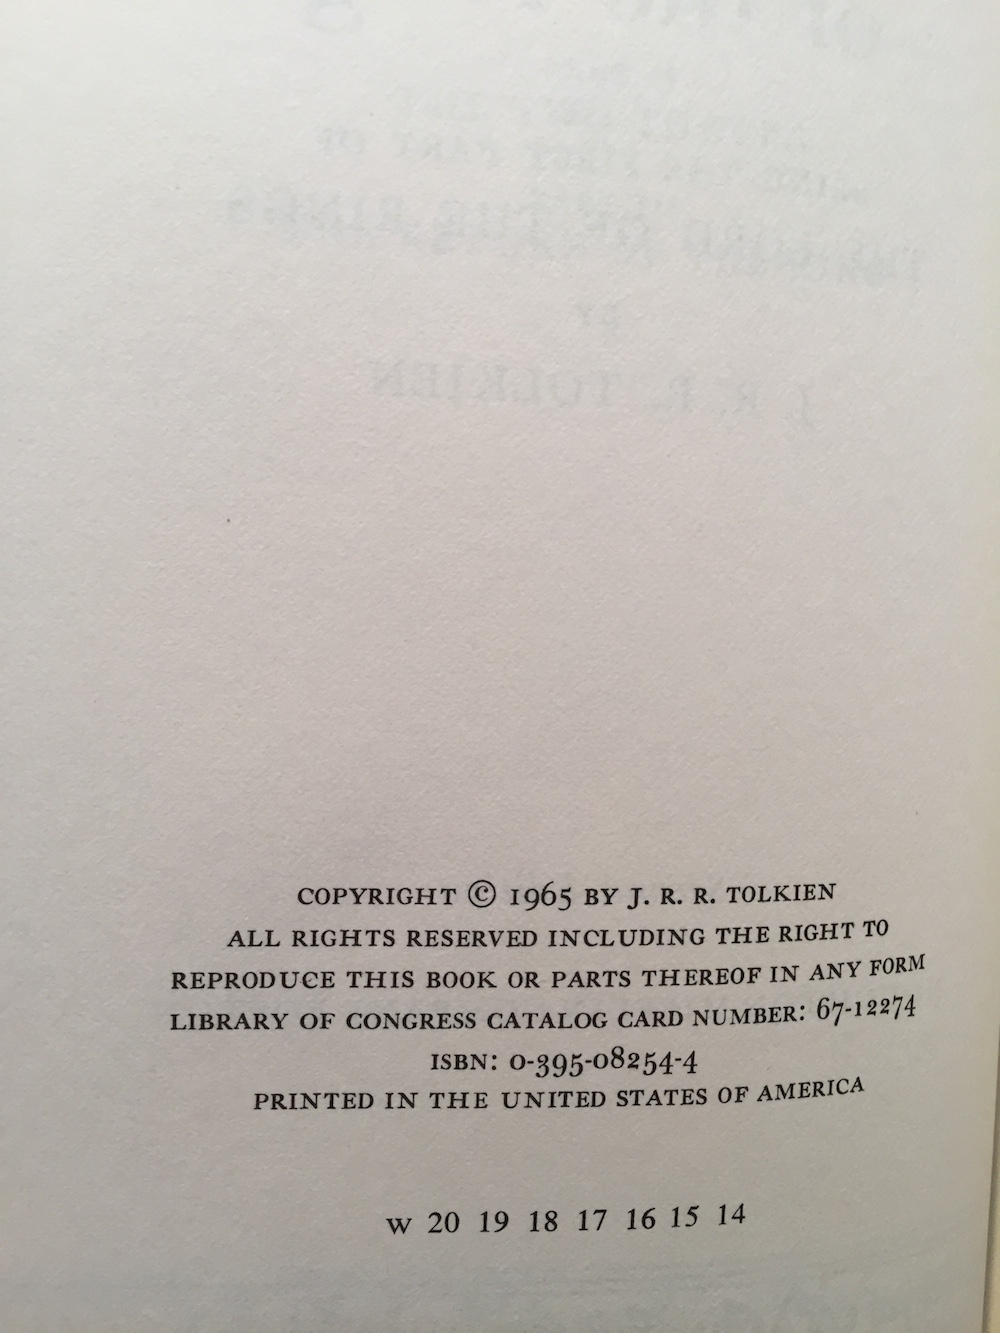 COPYRIGHT © 1965 BY J. R. R. TOLKIEN
ALL RIGHTS RESERVED INCLUDING THE RIGHT TO
REPRODUCE THIS BOOK OR PARTS THEREOF IN ANY FORM
LIBRARY OF CONGRESS CATALOG CARD NUMBER: 67-12274
ISBN: 0-395-08254-4
PRINTED IN THE UNITED STATES OF AMERICA
W 20 19 18 17 16 15 14